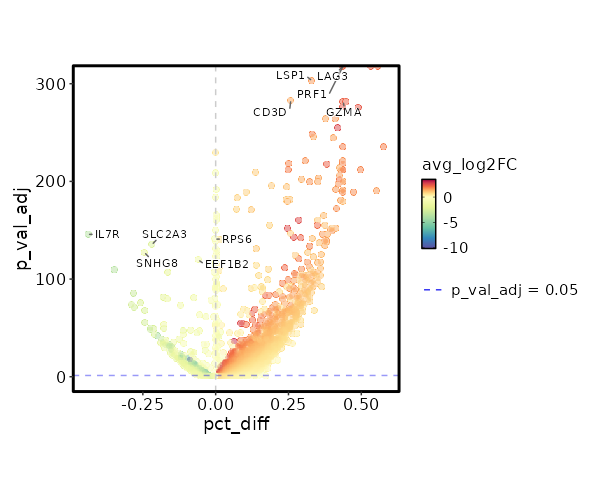 300
200
100
0
p_val_adj
-0.25
0.00
0.25
0.50
pct_diff
LSP1
LAG3
PRF1
CD3D
GZMA
IL7R
SLC2A3
RPS6
SNHG8
EEF1B2
avg_log2FC
0
-5
-10
p_val_adj = 0.05